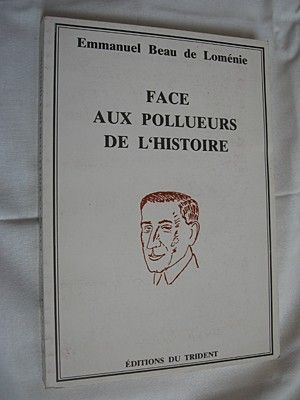 Emmanuel Beau de Loménie
FACE
AUX POLLUEURS
DE L'HISTOIRE
ÉDITIONS DU TRIDENT